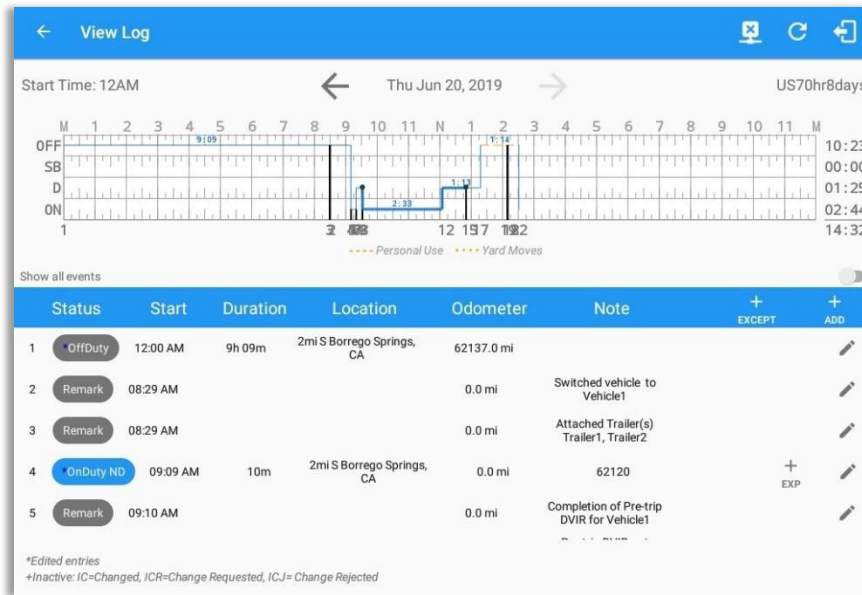 View Log
Start Time: 12AM
Thu Jun 20, 2019
US70hr8days
M 1 2 3 4 5 6 7 8 9 10 11 N 1 2 3 4 5 6 7 8 9 10 11 M
OFF 9:09 1:14 10:23
SB 00:00
D 1:13 01:25
ON 2:33 02:44
1 12 17 14:32
Personal Use Yard Moves
Show all events
Status Start Duration Location Odometer Note + EXCEPT + ADD
1 *OffDuty 12:00 AM 9h 09m 2mi S Borrego Springs, CA 62137.0 mi
2 Remark 08:29 AM 0.0 mi Switched vehicle to Vehicle1
3 Remark 08:29 AM 0.0 mi Attached Trailer(s) Trailer1, Trailer2
4 *OnDuty ND 09:09 AM 10m 2mi S Borrego Springs, CA 0.0 mi 62120 + EXP
5 Remark 09:10 AM 0.0 mi Completion of Pre-trip DVIR for Vehicle1
*Edited entries
+Inactive: IC=Changed, ICR=Change Requested, ICJ= Change Rejected